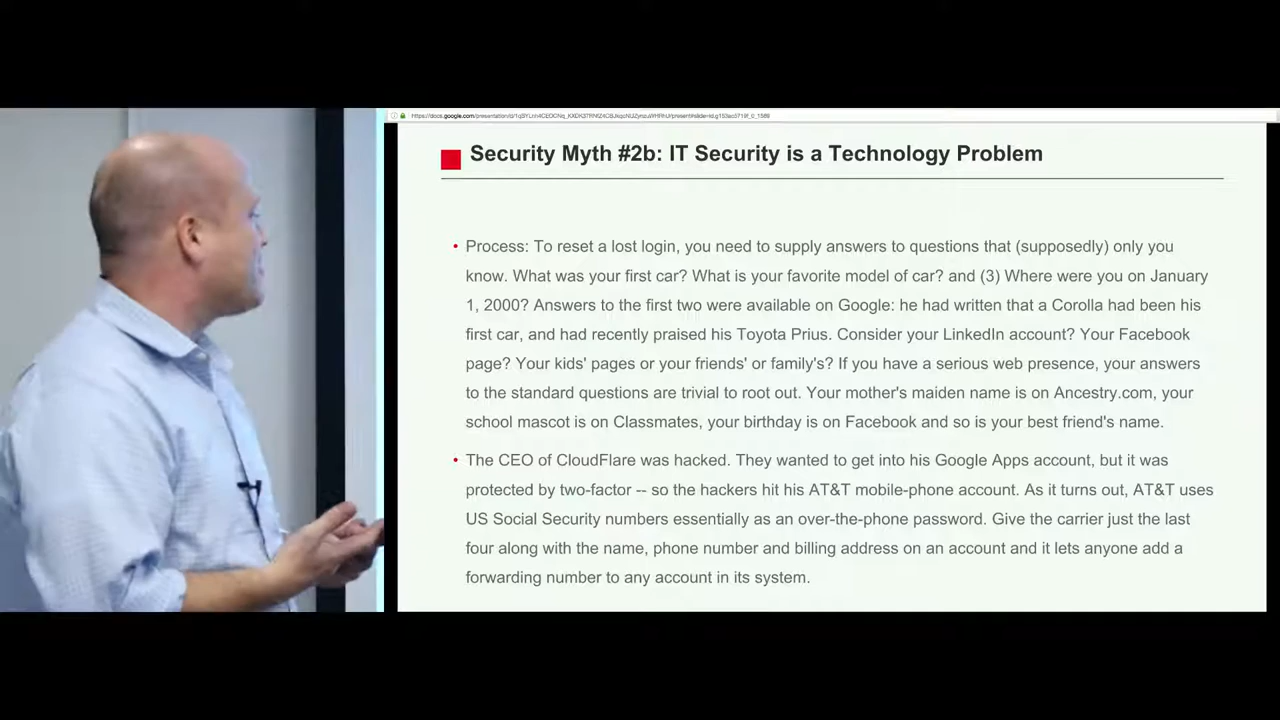 Security Myth #2b: IT Security is a Technology Problem
• Process: To reset a lost login, you need to supply answers to questions that (supposedly) only you
know. What was your first car? What is your favorite model of car? and (3) Where were you on January
1, 2000? Answers to the first two were available on Google: he had written that a Corolla had been his
first car, and had recently praised his Toyota Prius. Consider your LinkedIn account? Your Facebook
page? Your kids' pages or your friends' or family's? If you have a serious web presence, your answers
to the standard questions are trivial to root out. Your mother's maiden name is on Ancestry.com, your
school mascot is on Classmates, your birthday is on Facebook and so is your best friend's name.
• The CEO of CloudFlare was hacked. They wanted to get into his Google Apps account, but it was
protected by two-factor -- so the hackers hit his AT&T mobile-phone account. As it turns out, AT&T uses
US Social Security numbers essentially as an over-the-phone password. Give the carrier just the last
four along with the name, phone number and billing address on an account and it lets anyone add a
forwarding number to any account in its system.